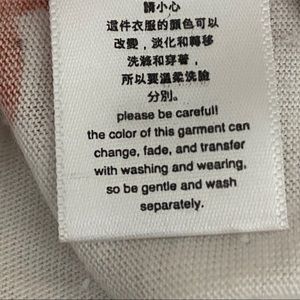 請小心
這件衣服的顏色可以
改變，淡化和轉移
洗滌和穿著，
所以要溫柔洗臉
分別。
please be careful!
the color of this garment can
change, fade, and transfer
with washing and wearing,
so be gentle and wash
separately.